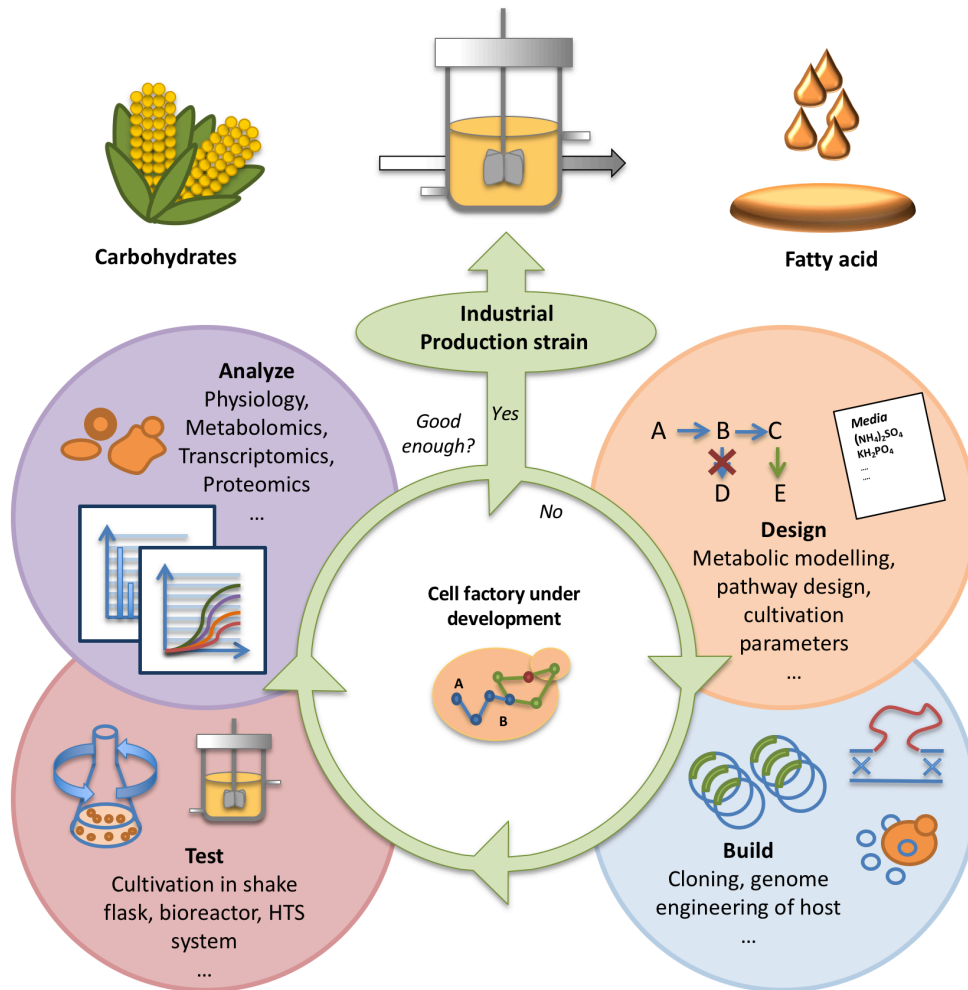 Carbohydrates
Fatty acid
Industrial
Production strain
Analyze
Physiology,
Metabolomics,
Transcriptomics,
Proteomics
...
Good
enough?
Yes
No
A B C
D E
Media
(NH₄)₂SO₄
KH₂PO₄
....
....
Design
Metabolic modelling,
pathway design,
cultivation
parameters
...
Cell factory under
development
A
B
Test
Cultivation in shake
flask, bioreactor, HTS
system
...
Build
Cloning, genome
engineering of host
...